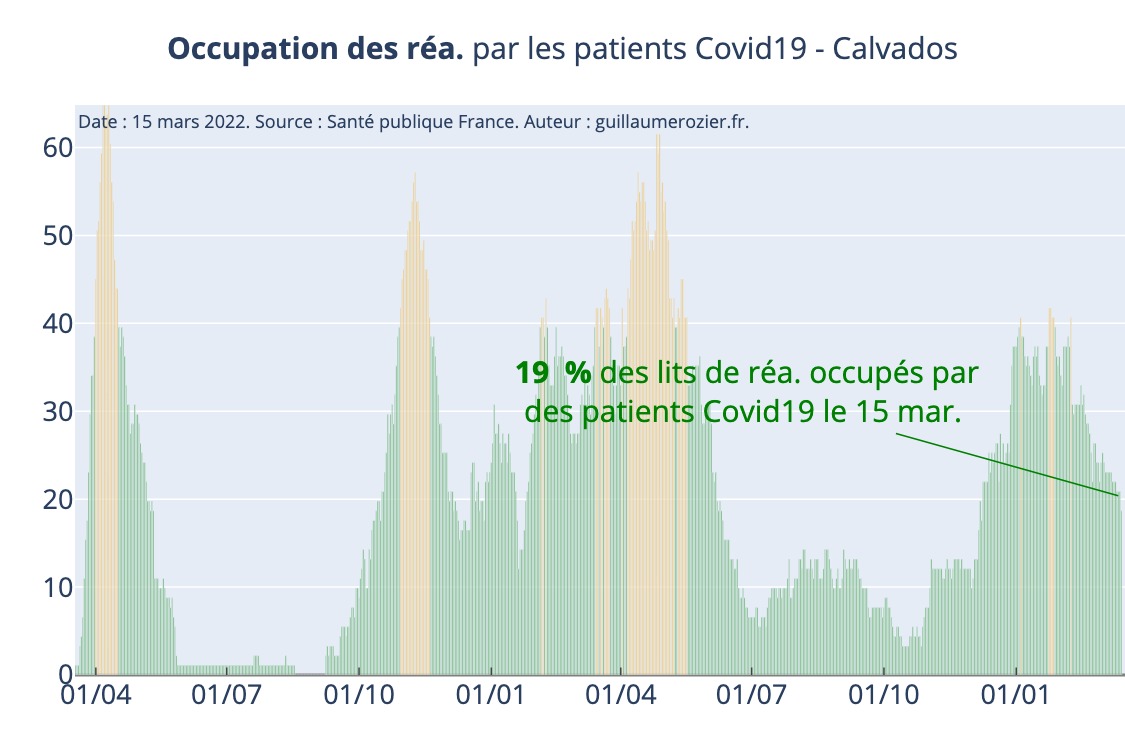 Occupation des réa. par les patients Covid19 - Calvados
Date : 15 mars 2022. Source : Santé publique France. Auteur : guillaumerozier.fr.
60
50
40
30
20
10
0
19 % des lits de réa. occupés par
des patients Covid19 le 15 mar.
01/04 01/07 01/10 01/01 01/04 01/07 01/10 01/01